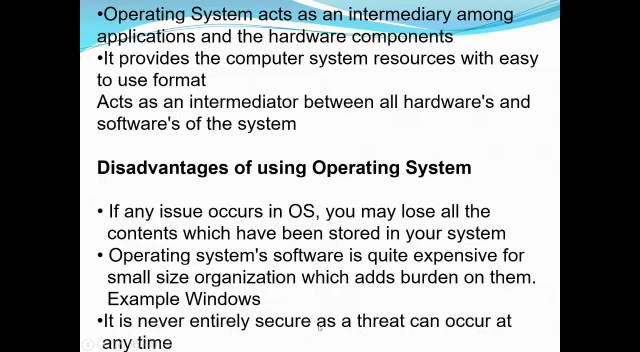 •Operating System acts as an intermediary among
applications and the hardware components
•It provides the computer system resources with easy
to use format
Acts as an intermediator between all hardware's and
software's of the system
Disadvantages of using Operating System
• If any issue occurs in OS, you may lose all the
contents which have been stored in your system
• Operating system's software is quite expensive for
small size organization which adds burden on them.
Example Windows
•It is never entirely secure as a threat can occur at
any time